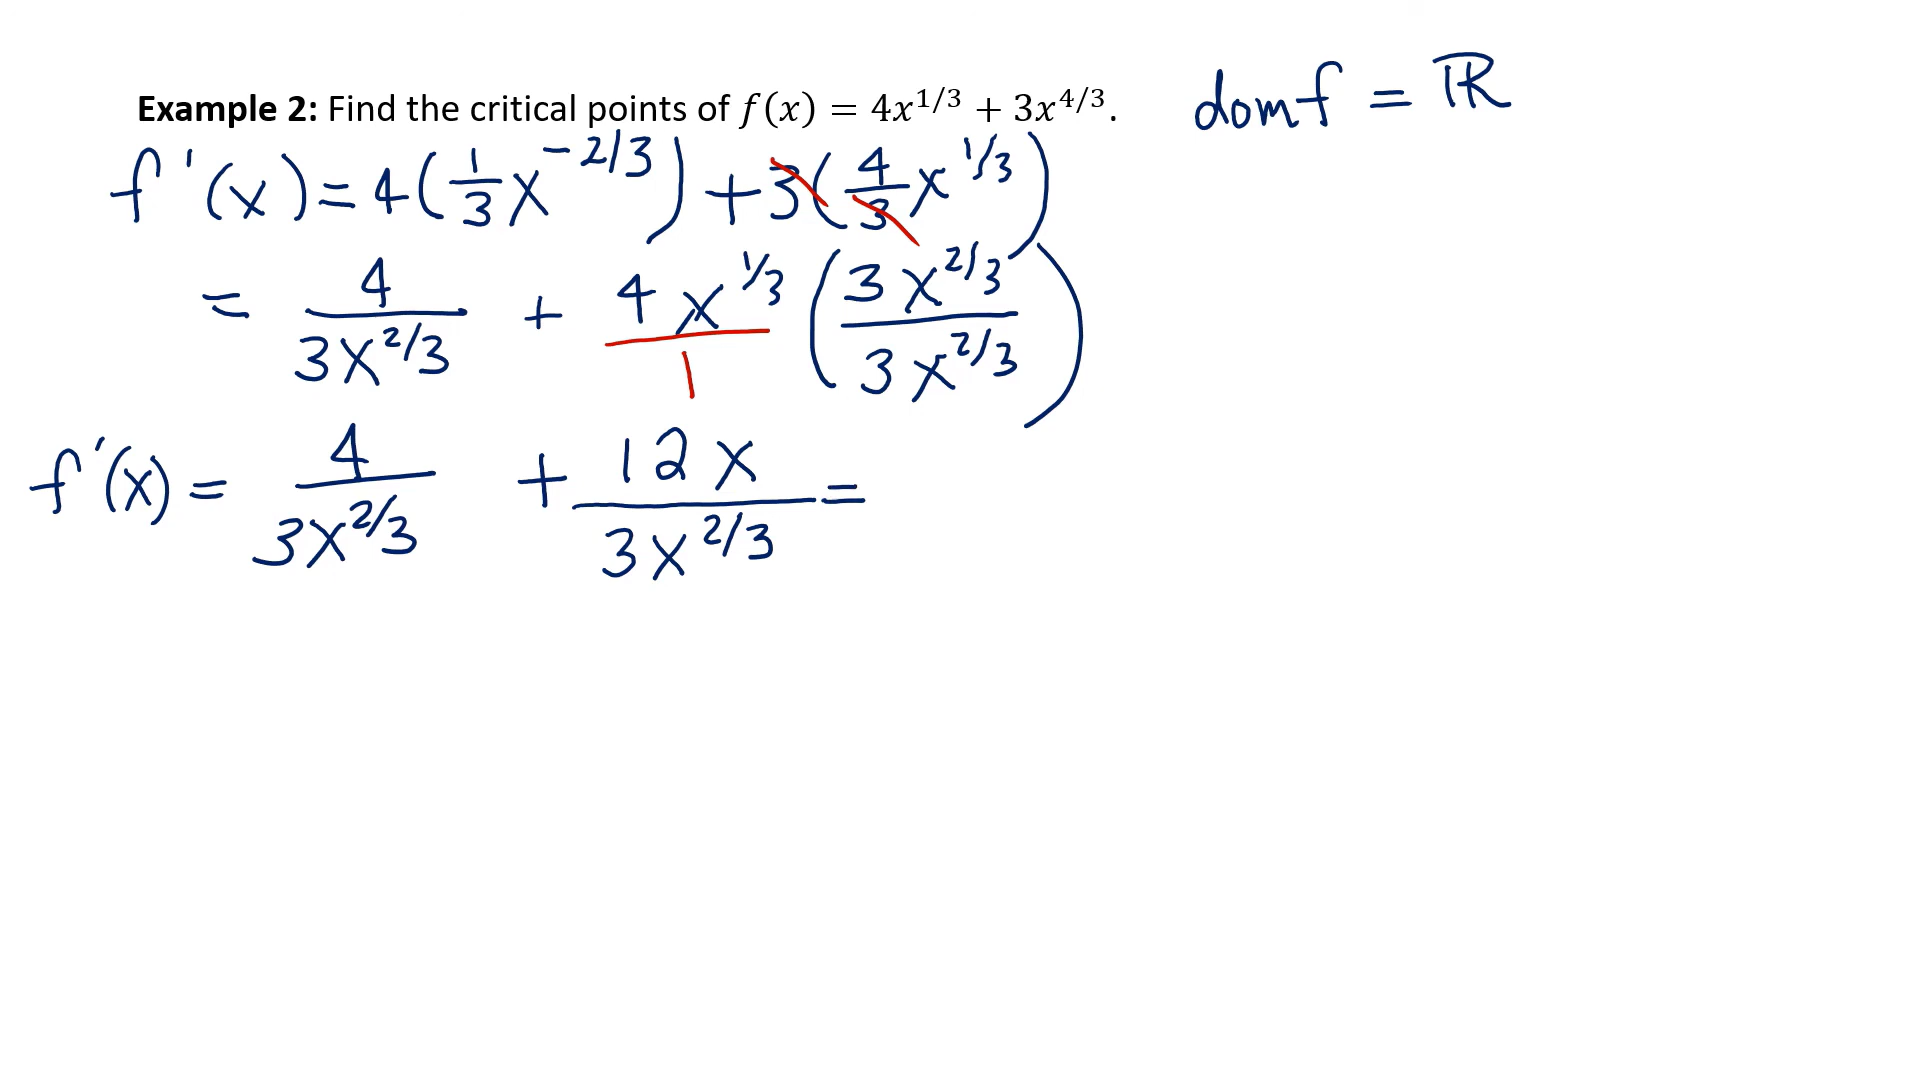 Example 2: Find the critical points of f(x) = 4x^{1/3} + 3x^{4/3}. dom f = ℝ
f'(x) = 4(1/3 x^{-2/3}) + 3(4/3 x^{1/3})
= 4/(3x^{2/3}) + 4x^{1/3}/1 (3x^{2/3}/3x^{2/3})
f'(x) = 4/(3x^{2/3}) + 12x/(3x^{2/3}) =